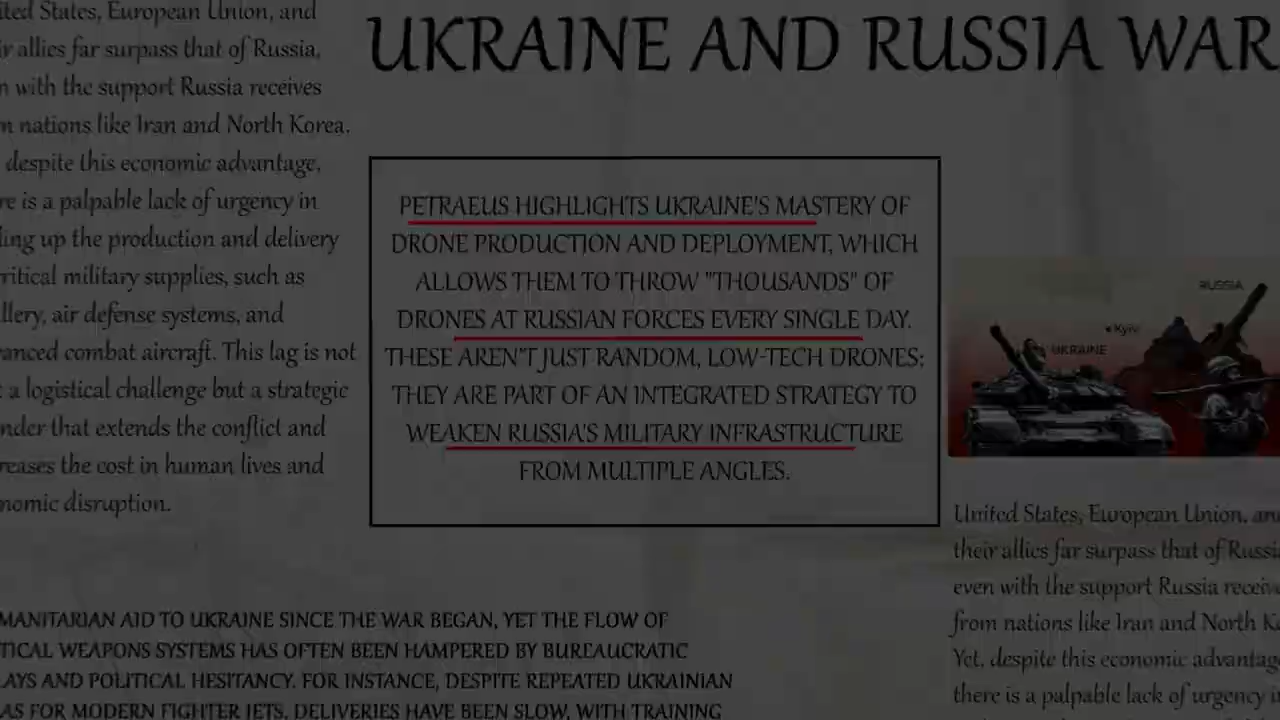 UKRAINE AND RUSSIA WAR
United States, European Union, and
their allies far surpass that of Russia,
with the support Russia receives
nations like Iran and North Korea.
despite this economic advantage,
is a palpable lack of urgency in
up the production and delivery
military supplies, such as
air defense systems, and
combat aircraft. This lag is not
a logistical challenge but a strategic
that extends the conflict and
the cost in human lives and
disruption.
PETRAEUS HIGHLIGHTS UKRAINE'S MASTERY OF
DRONE PRODUCTION AND DEPLOYMENT, WHICH
ALLOWS THEM TO THROW "THOUSANDS" OF
DRONES AT RUSSIAN FORCES EVERY SINGLE DAY.
THESE AREN'T JUST RANDOM, LOW-TECH DRONES;
THEY ARE PART OF AN INTEGRATED STRATEGY TO
WEAKEN RUSSIA'S MILITARY INFRASTRUCTURE
FROM MULTIPLE ANGLES.
RUSSIA
Kyiv
UKRAINE
AID TO UKRAINE SINCE THE WAR BEGAN, YET THE FLOW OF
WEAPONS SYSTEMS HAS OFTEN BEEN HAMPERED BY BUREAUCRATIC
AND POLITICAL HESITANCY. FOR INSTANCE, DESPITE REPEATED UKRAINIAN
FOR MODERN FIGHTER JETS, DELIVERIES HAVE BEEN SLOW, WITH TRAINING
United States, European Union, and
their allies far surpass that of Russia
even with the support Russia receive
from nations like Iran and North
Yet, despite this economic advantage
there is a palpable lack of urgency